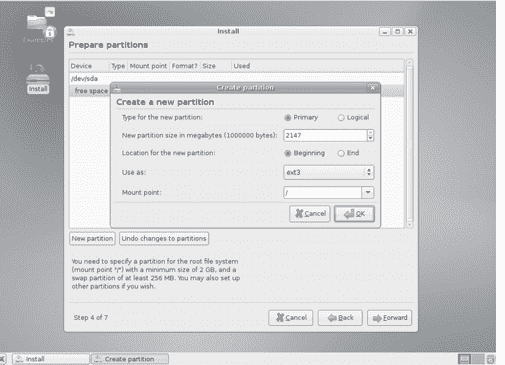 Install
Install
Prepare partitions
Device Type Mount point Format? Size Used
/dev/sda
free space
Create partition
Create a new partition
Type for the new partition: Primary Logical
New partition size in megabytes (1000000 bytes): 2147
Location for the new partition: Beginning End
Use as: ext3
Mount point: /
Cancel OK
New partition Undo changes to partitions
You need to specify a partition for the root file system
(mount point "/") with a minimum size of 2 GB, and a
swap partition of at least 256 MB. You may also set up
other partitions if you wish.
Step 4 of 7
Cancel Back Forward
Install Create partition